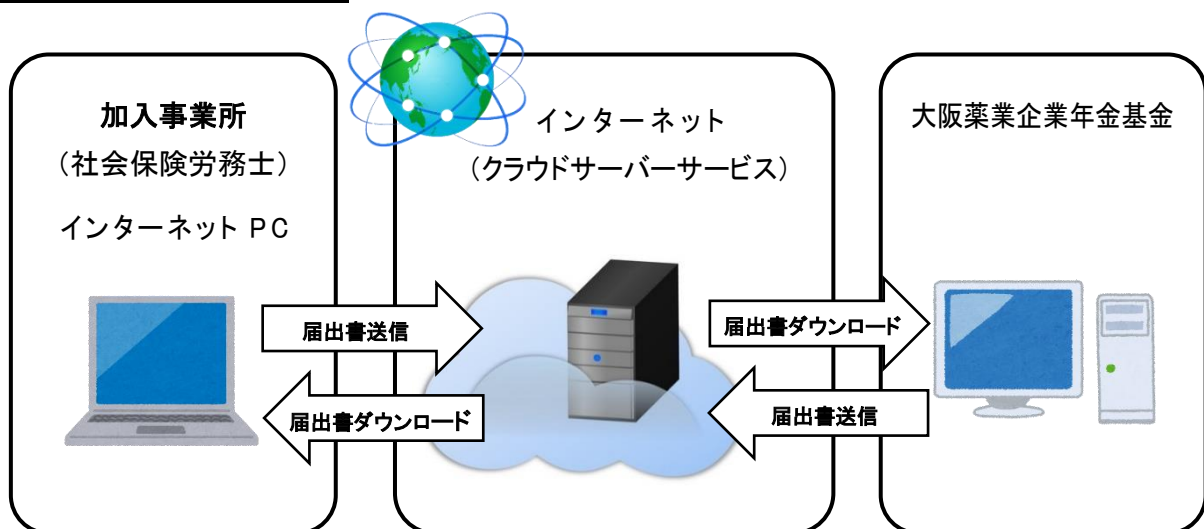 加入事業所
（社会保険労務士）
インターネット PC
インターネット
（クラウドサーバーサービス）
大阪薬業企業年金基金
届出書送信
届出書ダウンロード
届出書ダウンロード
届出書送信